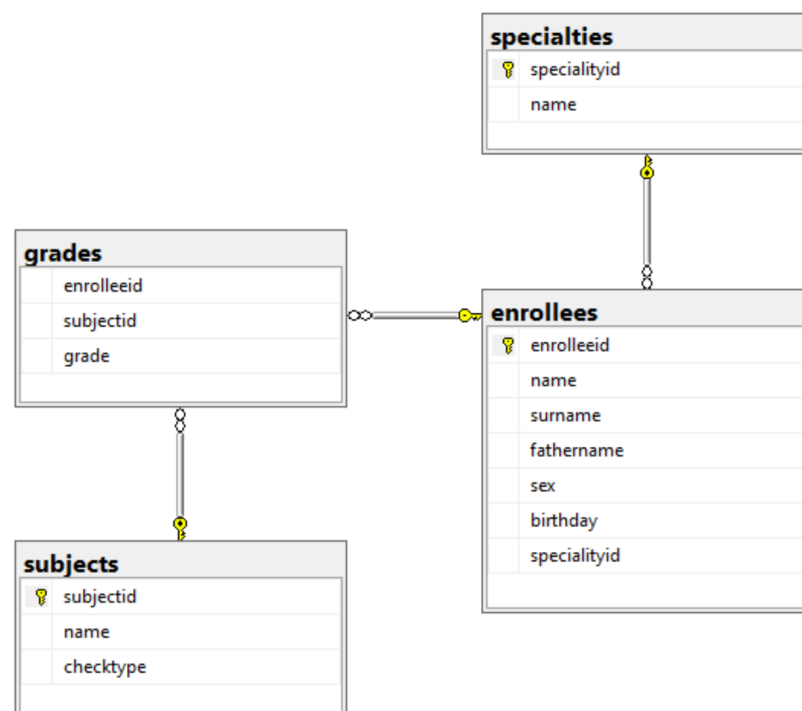 specialties
specialityid
name
grades
enrolleeid
subjectid
grade
enrollees
enrolleeid
name
surname
fathername
sex
birthday
specialityid
subjects
subjectid
name
checktype